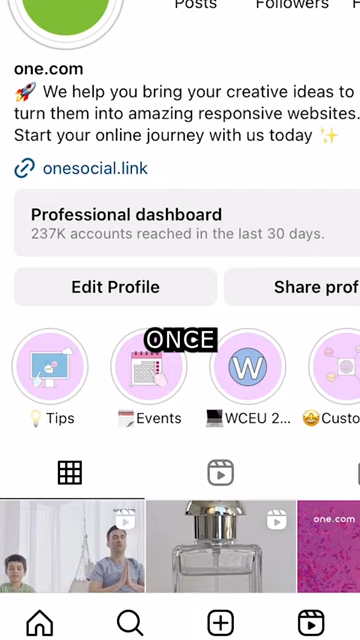 Posts Followers
one.com
🚀 We help you bring your creative ideas to
turn them into amazing responsive websites.
Start your online journey with us today ✨
onesocial.link
Professional dashboard
237K accounts reached in the last 30 days.
Edit Profile Share prof
ONCE
W
💡Tips 🗓️Events 💻WCEU 2... 🤩Custo
one.com